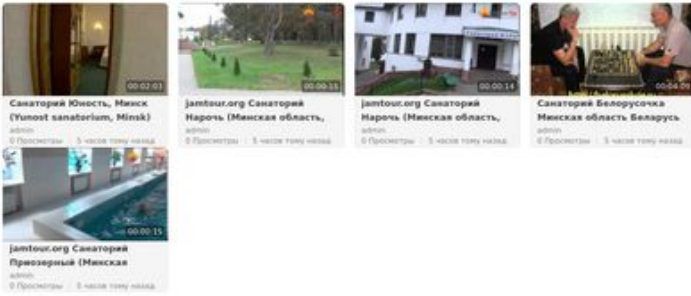 00:02:03
Санаторий Юность, Минск
(Yunost sanatorium, Minsk)
admin
0 Просмотры | 5 часов тому назад
00:00:15
jamtour.org Санаторий
Нарочь (Минская область,
admin
0 Просмотры | 5 часов тому назад
00:00:14
jamtour.org Санаторий
Нарочь (Минская область,
admin
0 Просмотры | 5 часов тому назад
Санаторий Белорусочка
Минская область Беларусь
admin
0 Просмотры | 5 часов тому назад
00:00:15
jamtour.org Санаторий
Приозерный (Минская
admin
0 Просмотры | 5 часов тому назад